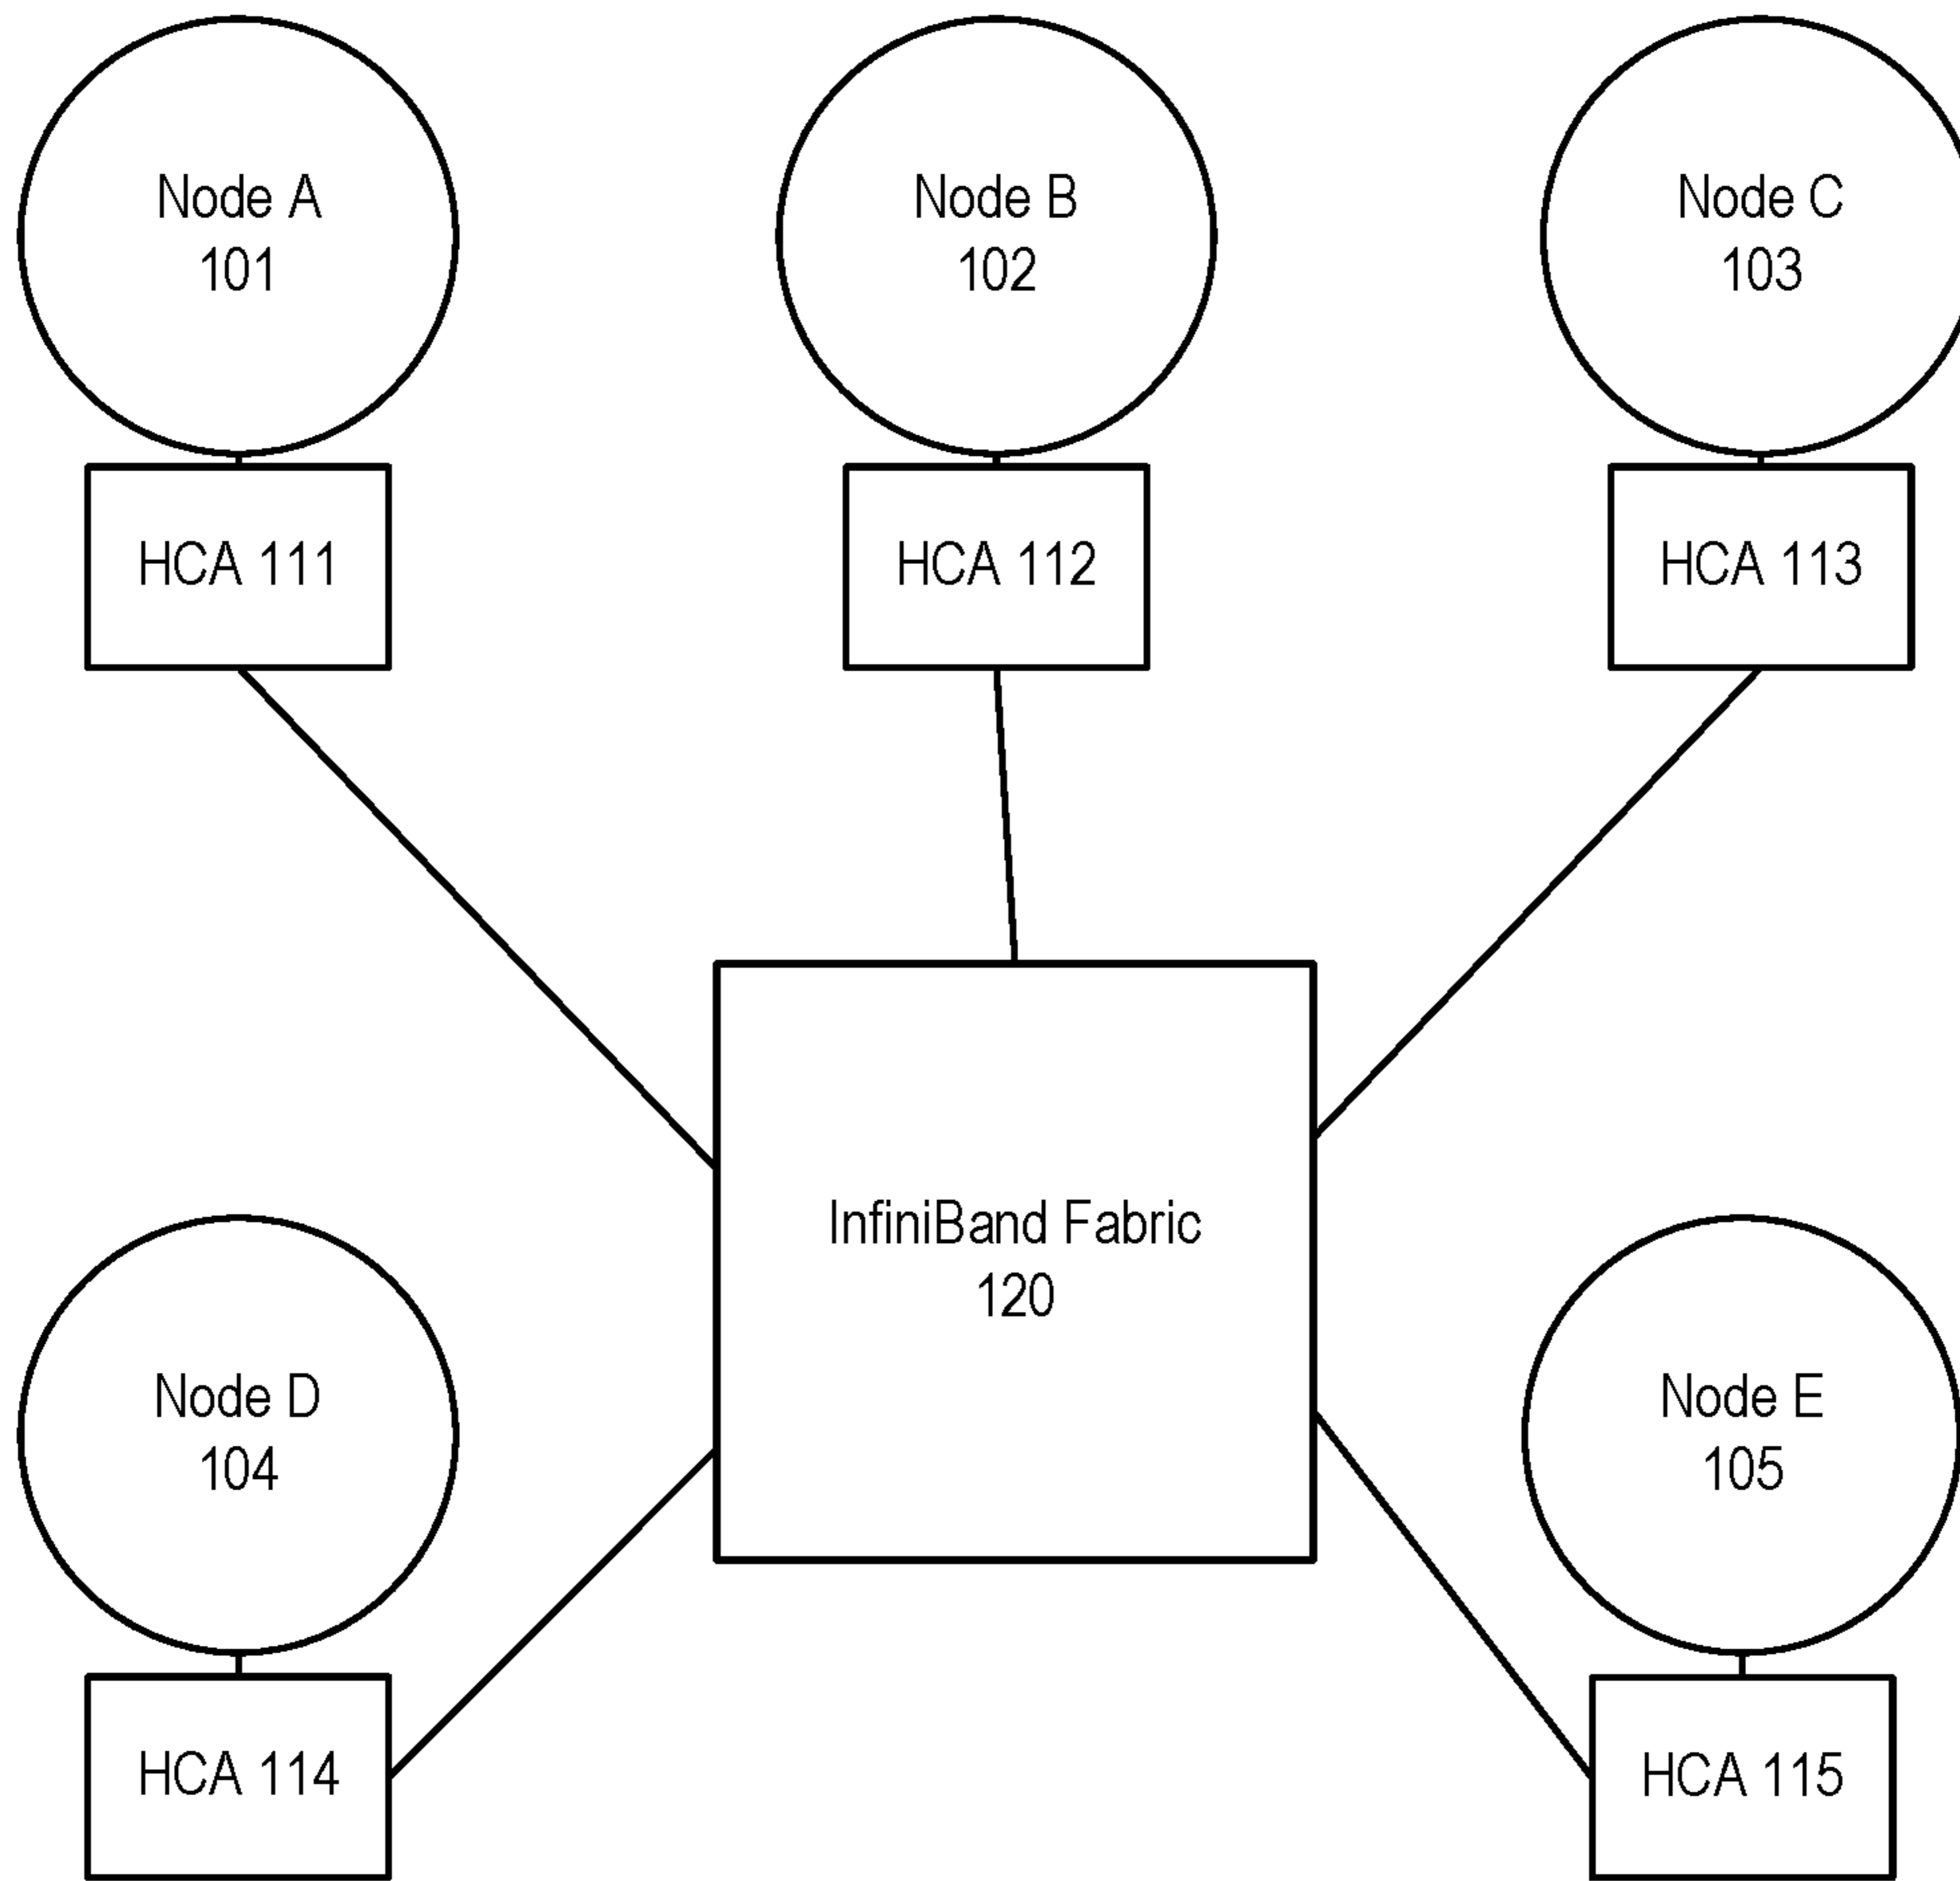 Node A
101
Node B
102
Node C
103
HCA 111
HCA 112
HCA 113
InfiniBand Fabric
120
Node D
104
Node E
105
HCA 114
HCA 115